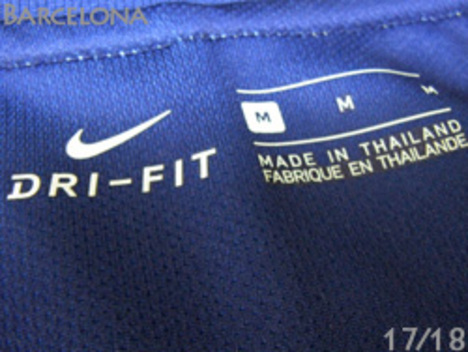 BARCELONA
M M M
DRI-FIT
MADE IN THAILAND
FABRIQUE EN THAILANDE
17/18